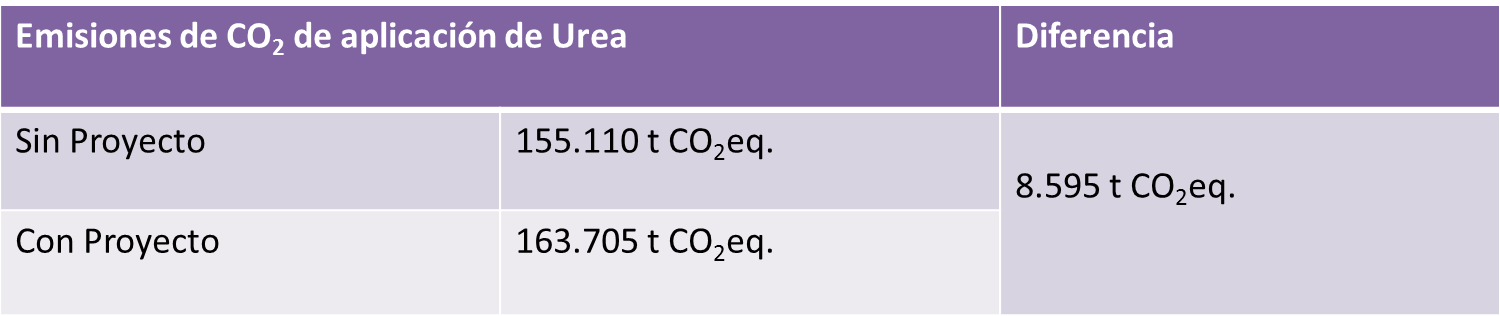 Emisiones de CO₂ de aplicación de Urea
Diferencia
Sin Proyecto
155.110 t CO₂eq.
8.595 t CO₂eq.
Con Proyecto
163.705 t CO₂eq.